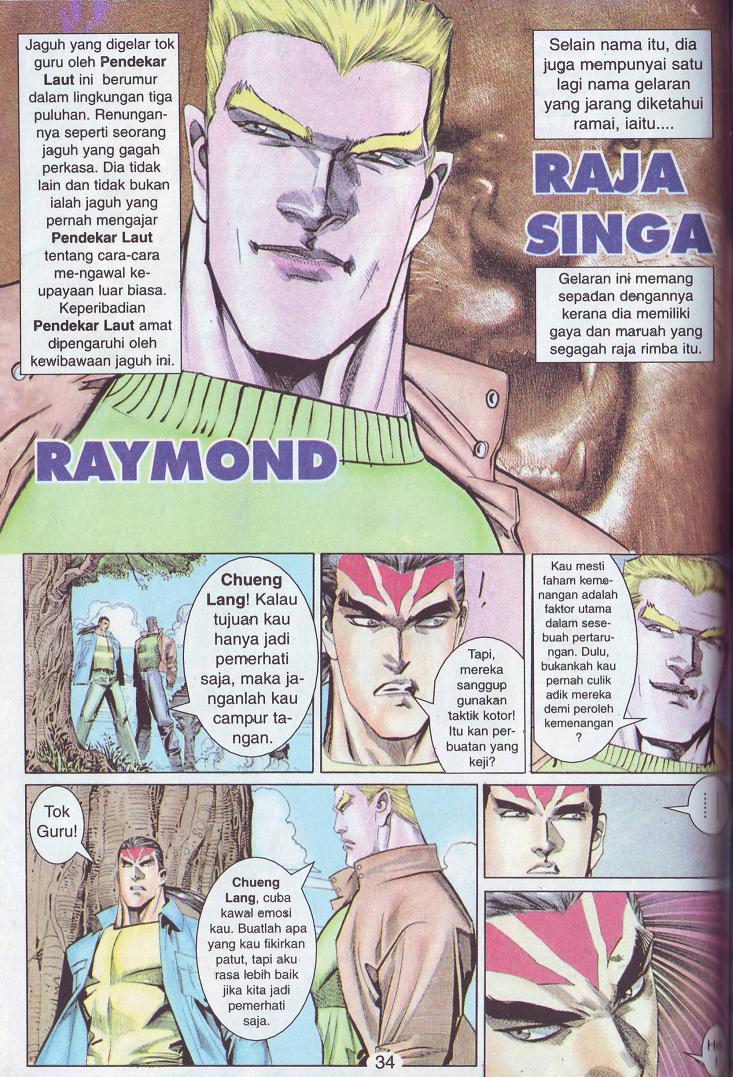 Jaguh yang digelar tok
guru oleh Pendekar
Laut ini berumur
dalam lingkungan tiga
puluhan. Renungan-
nya seperti seorang
jaguh yang gagah
perkasa. Dia tidak
lain dan tidak bukan
ialah jaguh yang
pernah mengajar
Pendekar Laut
tentang cara-cara
me-ngawal ke-
upayaan luar biasa.
Keperibadian
Pendekar Laut amat
dipengaruhi oleh
kewibawaan jaguh ini.
Selain nama itu, dia
juga mempunyai satu
lagi nama gelaran
yang jarang diketahui
ramai, iaitu....
RAJA
SINGA
Gelaran ini memang
sepadan dengannya
kerana dia memiliki
gaya dan maruah yang
segagah raja rimba itu.
RAYMOND
Chueng
Lang! Kalau
tujuan kau
hanya jadi
pemerhati
saja, maka ja-
nganlah kau
campur ta-
ngan.
!
Tapi,
mereka
sanggup
gunakan
taktik kotor!
Itu kan per-
buatan yang
keji?
Kau mesti
faham keme-
nangan adalah
faktor utama
dalam sese-
buah pertaru-
ngan. Dulu,
bukankah kau
pernah culik
adik mereka
demi peroleh
kemenangan
?
Tok
Guru!
Chueng
Lang, cuba
kawal emosi
kau. Buatlah apa
yang kau fikirkan
patut, tapi aku
rasa lebih baik
jika kita jadi
pemerhati
saja.
34